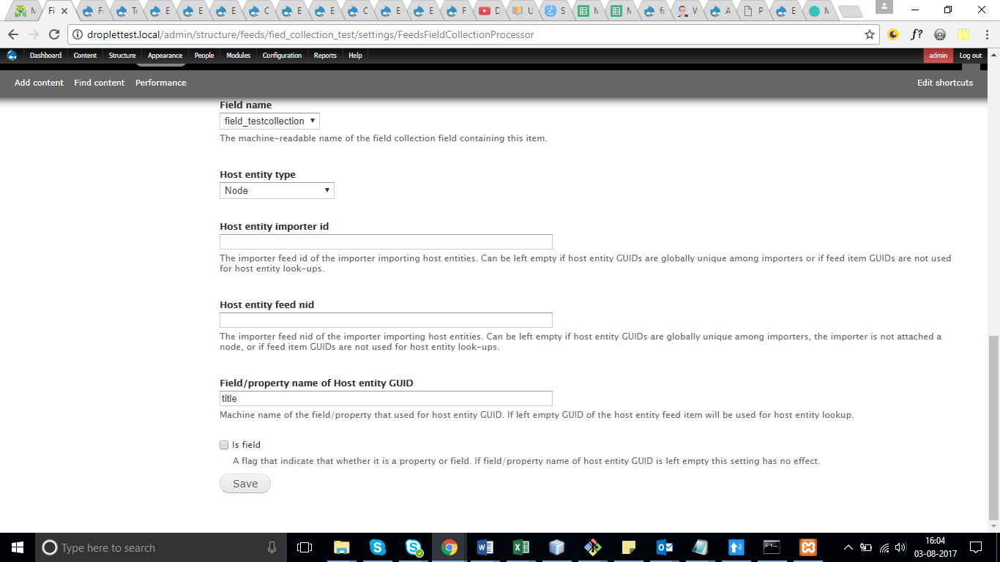 M
Fi
F
To
E
E
E
C
E
E
C
E
E
F
D
U
S
M
M
fo
W
A
P
E
M
droplettest.local/admin/structure/feeds/fied_collection_test/settings/FeedsFieldCollectionProcessor
f?
Dashboard Content Structure Appearance People Modules Configuration Reports Help admin Log out
Add content Find content Performance Edit shortcuts
Field name
field_testcollection
The machine-readable name of the field collection field containing this item.
Host entity type
Node
Host entity importer id
The importer feed id of the importer importing host entities. Can be left empty if host entity GUIDs are globally unique among importers or if feed item GUIDs are not used
for host entity look-ups.
Host entity feed nid
The importer feed nid of the importer importing host entities. Can be left empty if host entity GUIDs are globally unique among importers, the importer is not attached a
node, or if feed item GUIDs are not used for host entity look-ups.
Field/property name of Host entity GUID
title
Machine name of the field/property that used for host entity GUID. If left empty GUID of the host entity feed item will be used for host entity lookup.
Is field
A flag that indicate that whether it is a property or field. If field/property name of host entity GUID is left empty this setting has no effect.
Save
Type here to search
16:04
03-08-2017